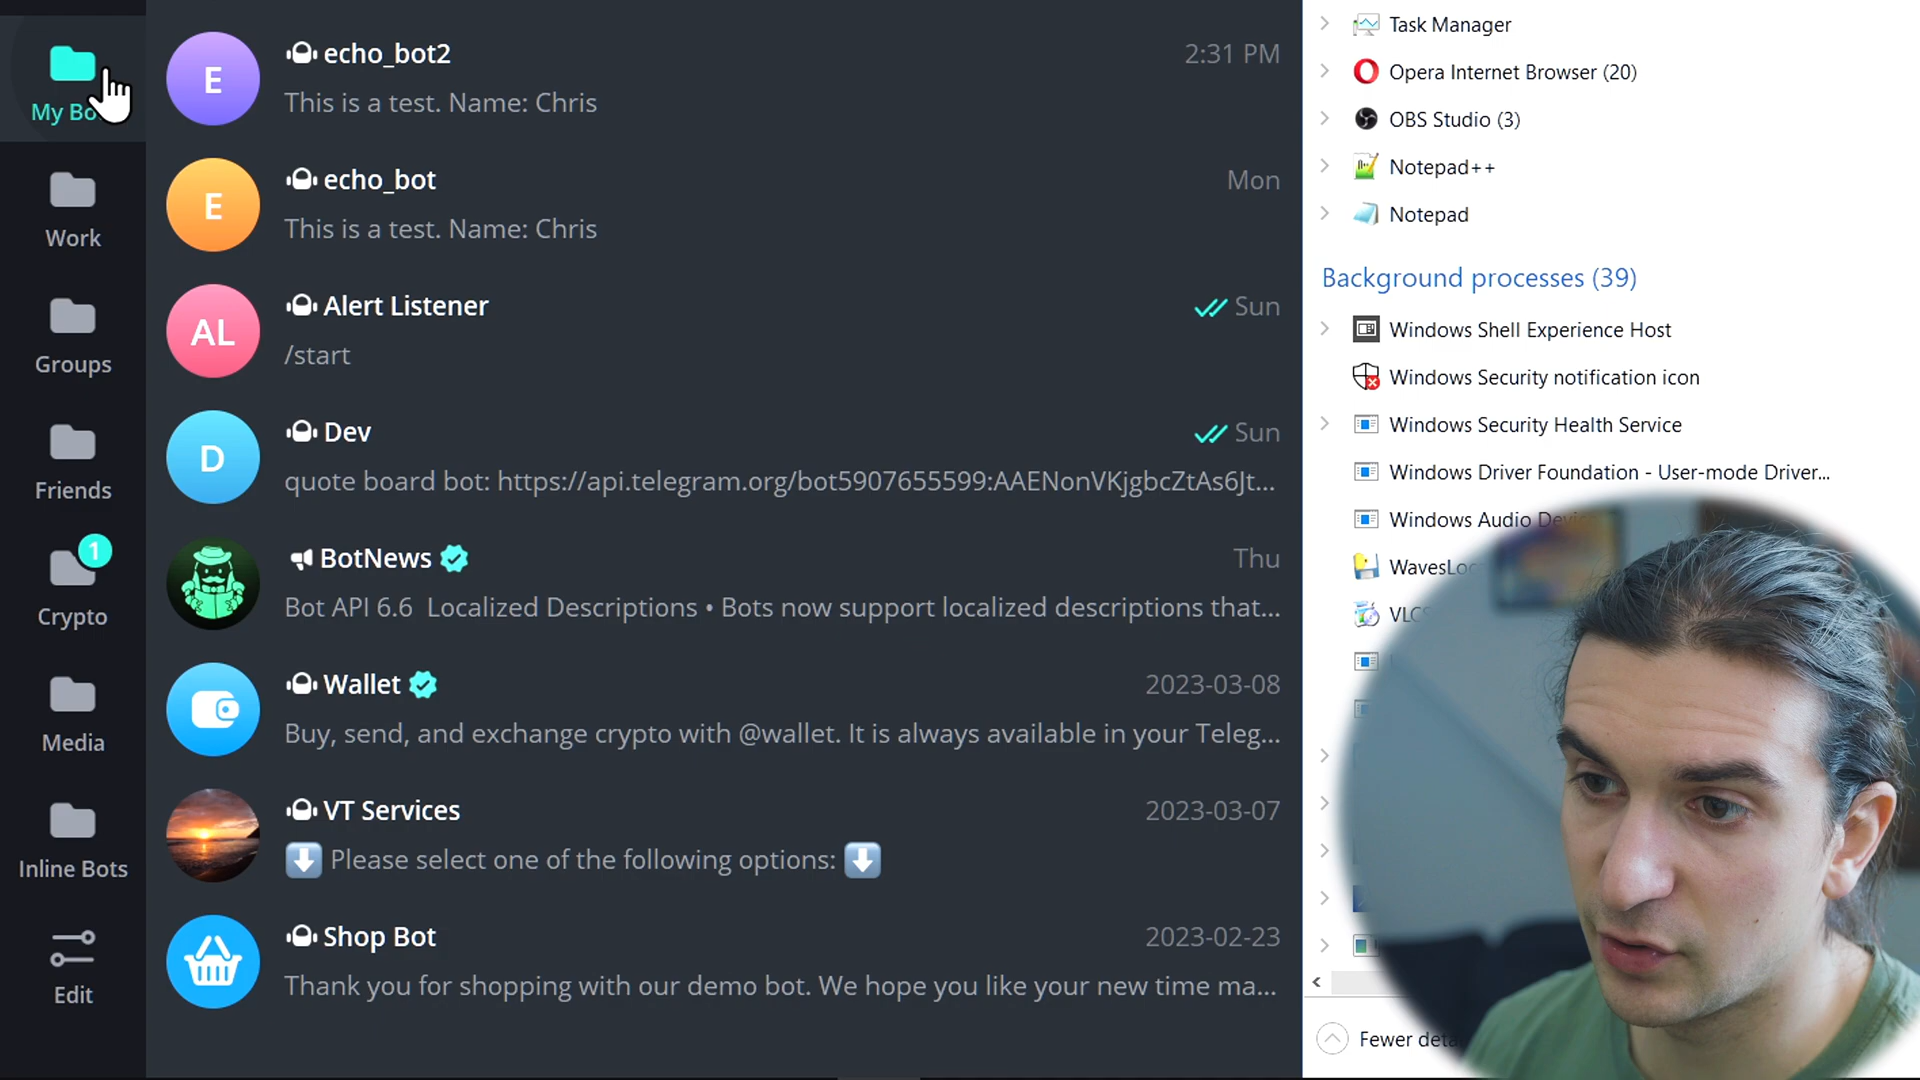 My Bo
Work
Groups
Friends
1
Crypto
Media
Inline Bots
Edit
E
echo_bot2
2:31 PM
This is a test. Name: Chris
E
echo_bot
Mon
This is a test. Name: Chris
AL
Alert Listener
Sun
/start
D
Dev
Sun
quote board bot: https://api.telegram.org/bot5907655599:AAENonVKjgbcZtAs6Jt...
BotNews
Thu
Bot API 6.6 Localized Descriptions • Bots now support localized descriptions that...
Wallet
2023-03-08
Buy, send, and exchange crypto with @wallet. It is always available in your Teleg...
VT Services
2023-03-07
Please select one of the following options:
Shop Bot
2023-02-23
Thank you for shopping with our demo bot. We hope you like your new time ma...
Task Manager
Opera Internet Browser (20)
OBS Studio (3)
Notepad++
Notepad
Background processes (39)
Windows Shell Experience Host
Windows Security notification icon
Windows Security Health Service
Windows Driver Foundation - User-mode Driver...
Windows Audio Dev
WavesLo
VLC
Fewer deta